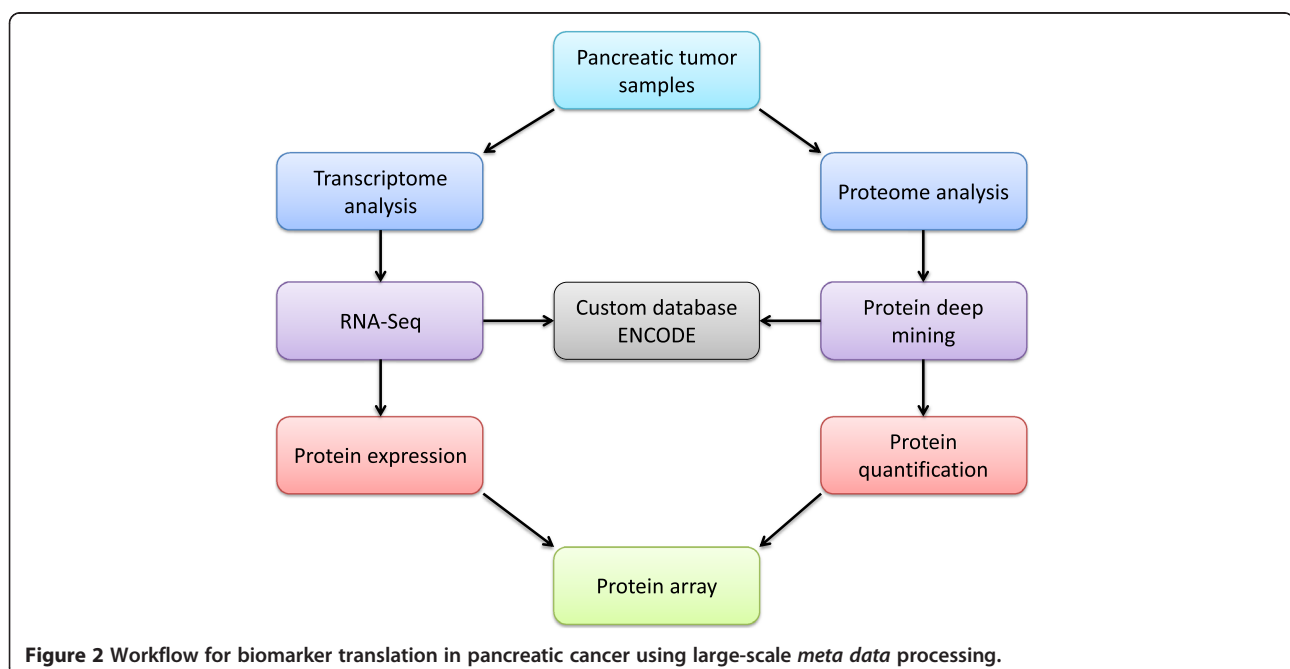 Pancreatic tumor
samples
Transcriptome
analysis
Proteome analysis
RNA-Seq
Custom database
ENCODE
Protein deep
mining
Protein expression
Protein
quantification
Protein array
Figure 2 Workflow for biomarker translation in pancreatic cancer using large-scale meta data processing.